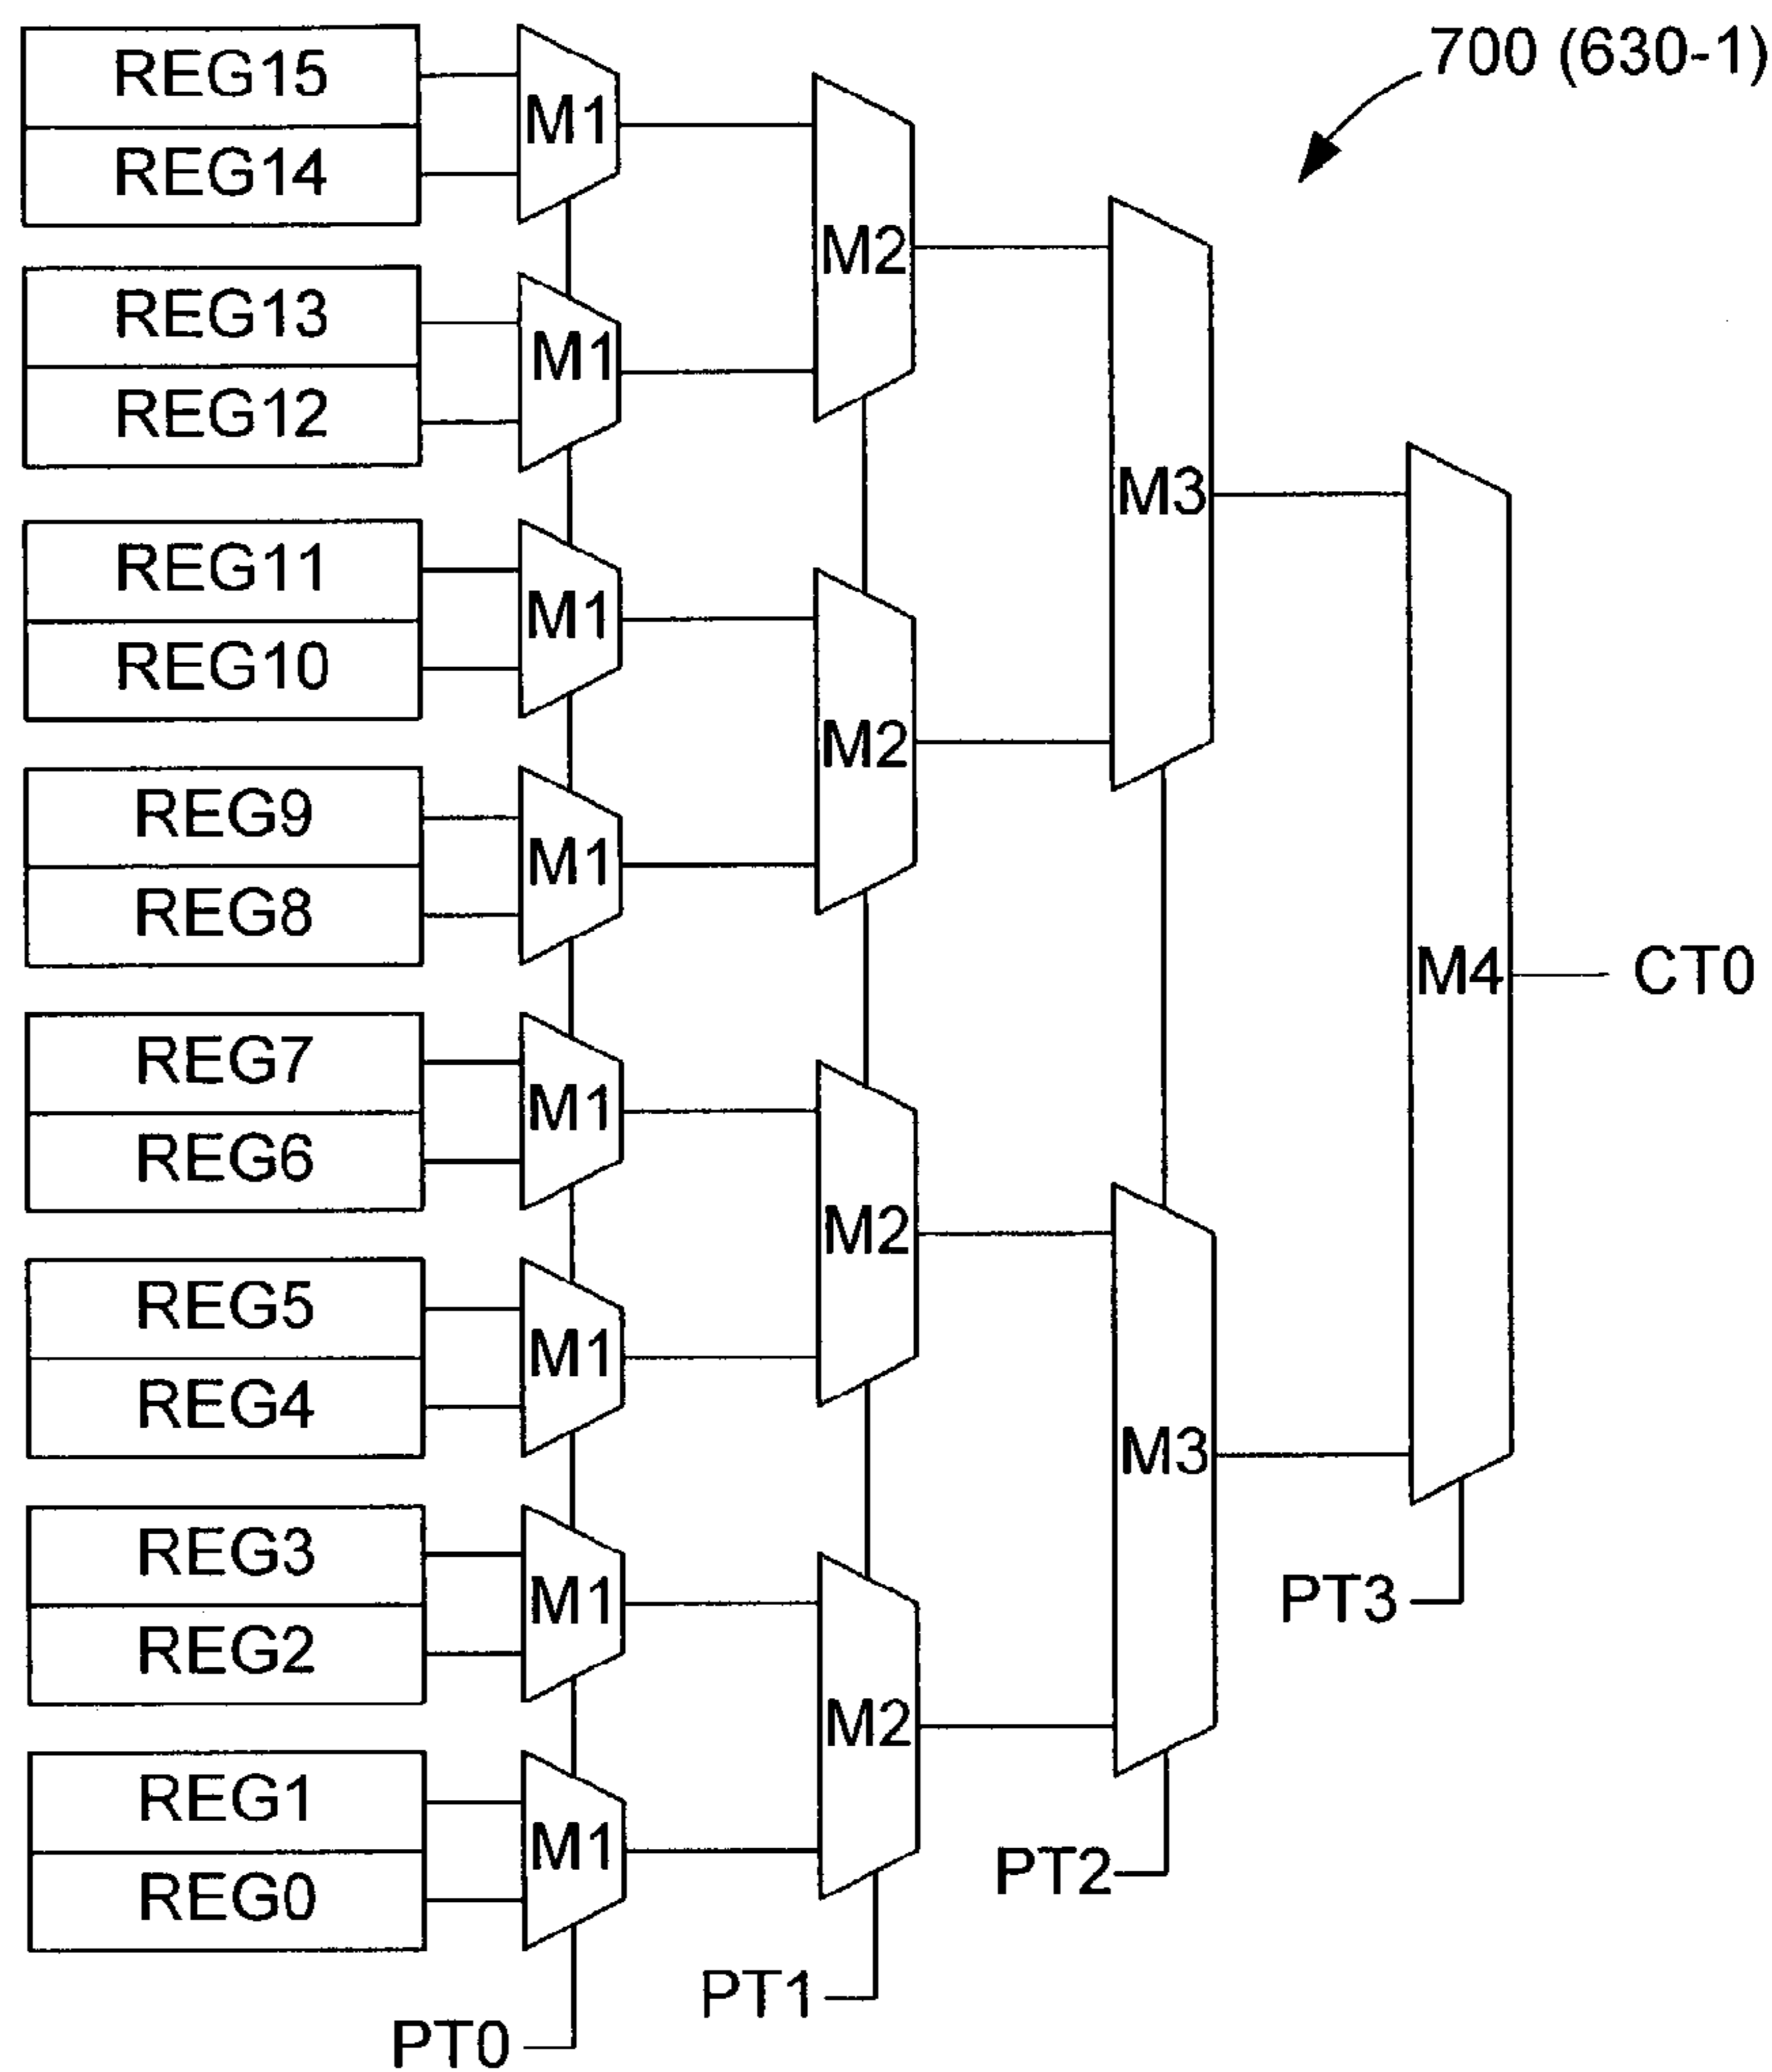 700 (630-1)
REG15
REG14
M1
M2
REG13
REG12
M1
M3
REG11
REG10
M1
M2
REG9
REG8
M1
M4
CT0
REG7
REG6
M1
M2
REG5
REG4
M1
M3
REG3
REG2
M1
PT3
M2
REG1
REG0
M1
PT2
PT1
PT0